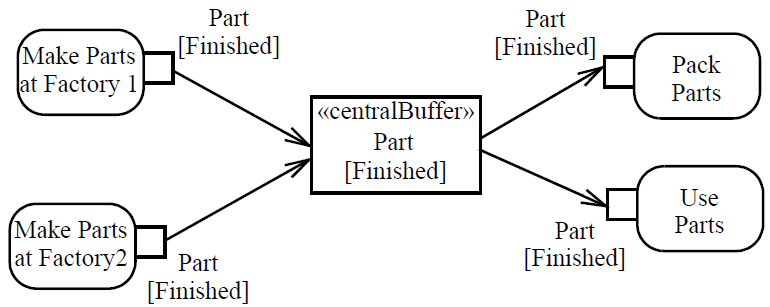 Part
[Finished]
Make Parts
at Factory 1
Part
[Finished]
Pack
Parts
«centralBuffer»
Part
[Finished]
Make Parts
at Factory2
Part
[Finished]
Use
Parts
Part
[Finished]